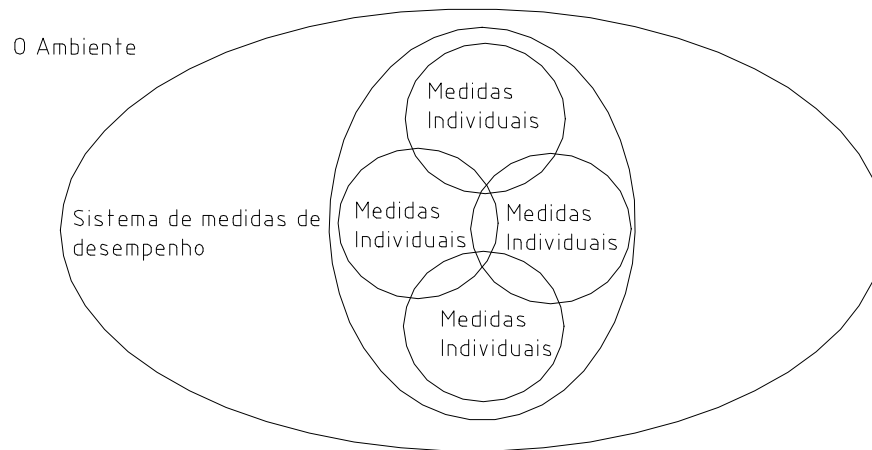 O Ambiente
Medidas
Individuais
Sistema de medidas de
desempenho
Medidas
Individuais
Medidas
Individuais
Medidas
Individuais